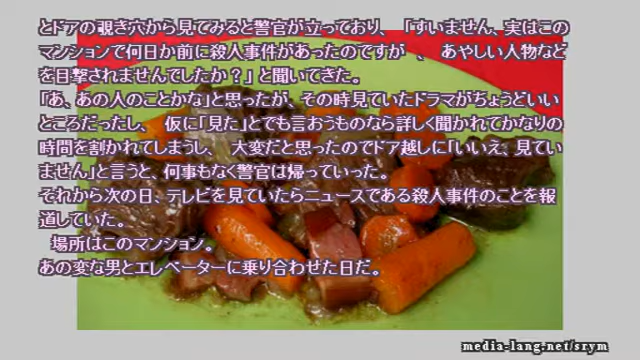 とドアの覗き穴から見てみると警官が立っており、「すいません、実はこの
マンションで何日か前に殺人事件があったのですが　、　あやしい人物など
を目撃されませんでしたか？」と聞いてきた。
「あ、あの人のことかな」と思ったが、その時見ていたドラマがちょうどいい
ところだったし、　仮に「見た」とでも言おうものなら詳しく聞かれてかなりの
時間を割かれてしまうし、　大変だと思ったのでドア越しに「いいえ、見てい
ません」と言うと、何事もなく警官は帰っていった。
それから次の日、テレビを見ていたらニュースである殺人事件のことを報
道していた。
　場所はこのマンション。
あの変な男とエレベーターに乗り合わせた日だ。
media-lang.net/srym